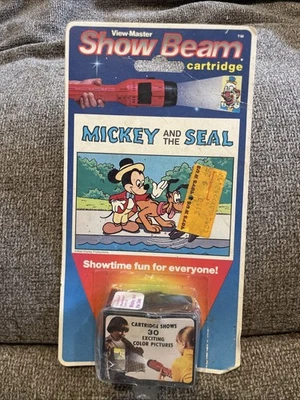 View-Master
Show Beam
cartridge
MICKEY AND THE SEAL
Showtime fun for everyone!
CARTRIDGE SHOWS
30
EXCITING
COLOR PICTURES